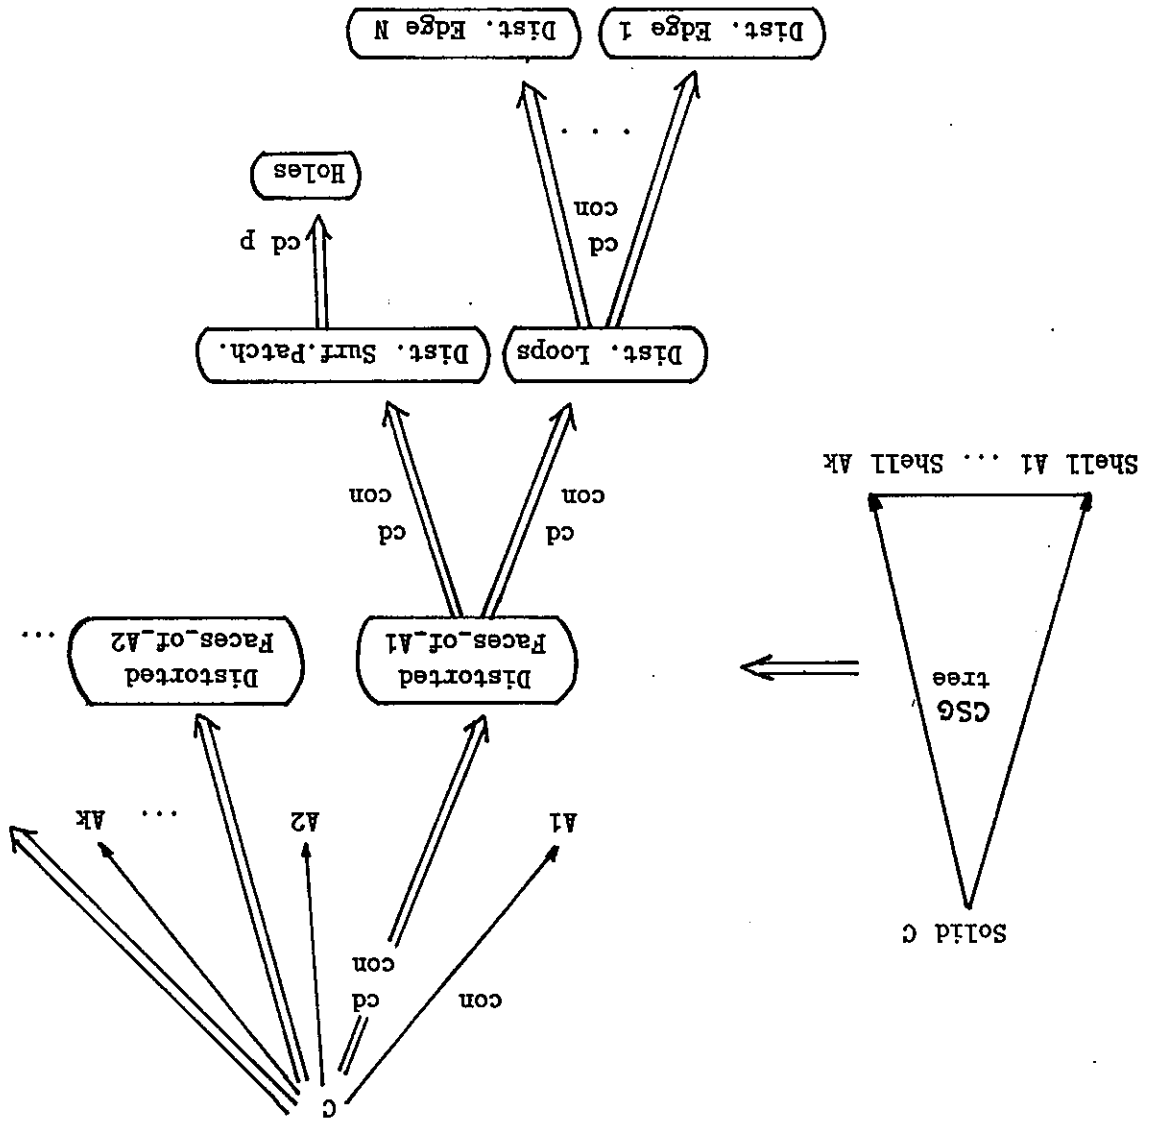 Solid C
CSG
tree
Shell A1 ... Shell Ak
C
con
cd
con
A1
A2
...
Ak
Distorted
Faces_of_A1
Distorted
Faces_of_A2
...
cd
con
cd
con
Dist. Loops
Dist. Surf.Patch.
cd
con
cd p
Holes
. . .
Dist. Edge 1
Dist. Edge N